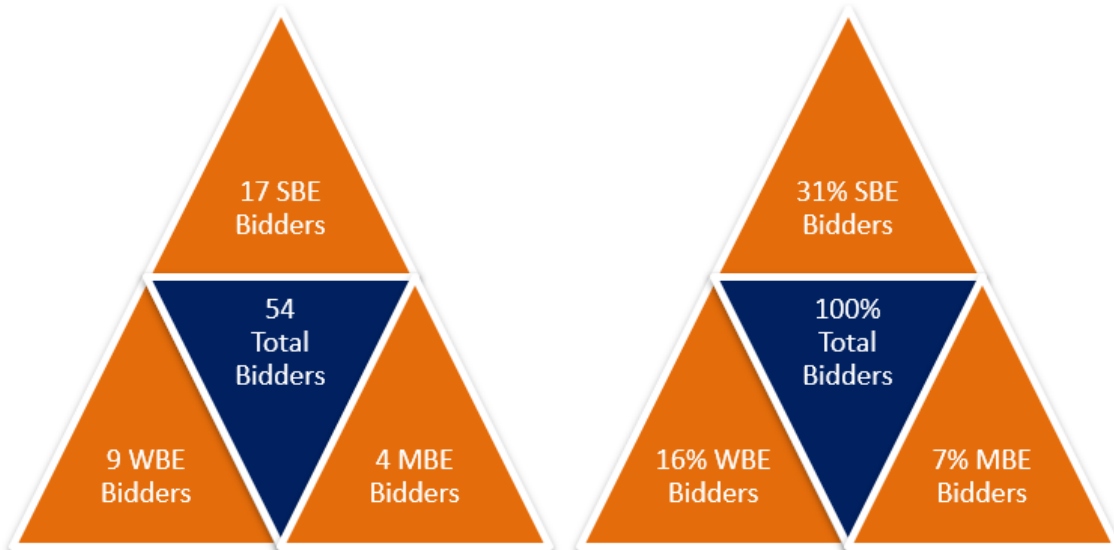 17 SBE
Bidders
54
Total
Bidders
9 WBE
Bidders
4 MBE
Bidders
31% SBE
Bidders
100%
Total
Bidders
16% WBE
Bidders
7% MBE
Bidders